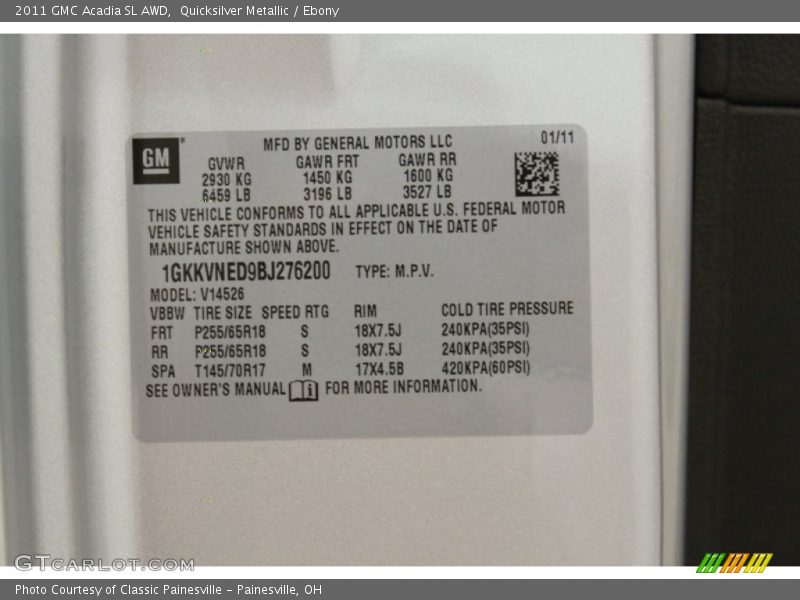 2011 GMC Acadia SL AWD,  Quicksilver Metallic / Ebony
MFD BY GENERAL MOTORS LLC 01/11
GM
GVWR GAWR FRT GAWR RR
2930 KG 1450 KG 1600 KG
6459 LB 3196 LB 3527 LB
THIS VEHICLE CONFORMS TO ALL APPLICABLE U.S. FEDERAL MOTOR
VEHICLE SAFETY STANDARDS IN EFFECT ON THE DATE OF
MANUFACTURE SHOWN ABOVE.
1GKKVNED9BJ276200 TYPE: M.P.V.
MODEL: V14526
VBBW TIRE SIZE SPEED RTG RIM COLD TIRE PRESSURE
FRT P255/65R18 S 18X7.5J 240KPA(35PSI)
RR P255/65R18 S 18X7.5J 240KPA(35PSI)
SPA T145/70R17 M 17X4.5B 420KPA(60PSI)
SEE OWNER'S MANUAL i FOR MORE INFORMATION.
GTCARLOT.COM
Photo Courtesy of Classic Painesville - Painesville, OH